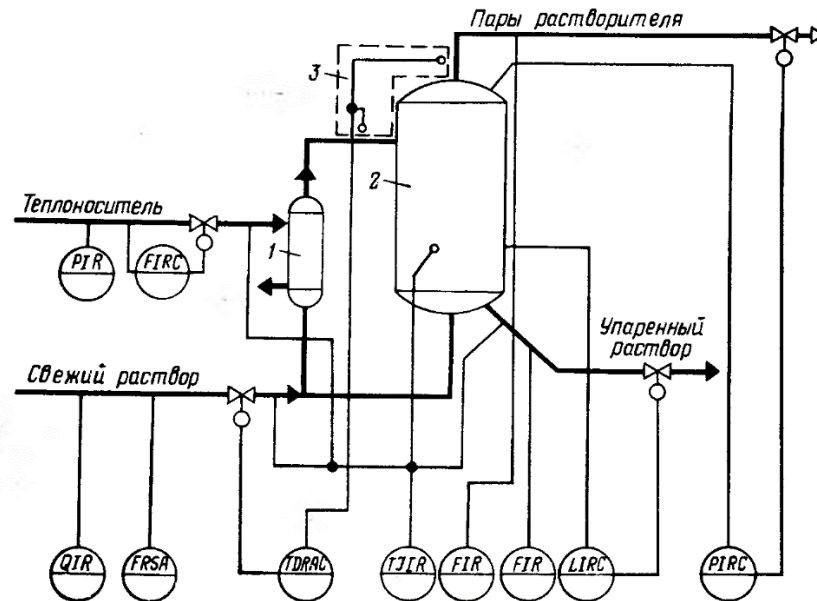 Пары растворителя
3
2
Теплоноситель
1
PIR
FIRC
Упаренный
раствор
Свежий раствор
QIR
FRSA
TDRAC
TJIR
FIR
FIR
LIRC
PIRC